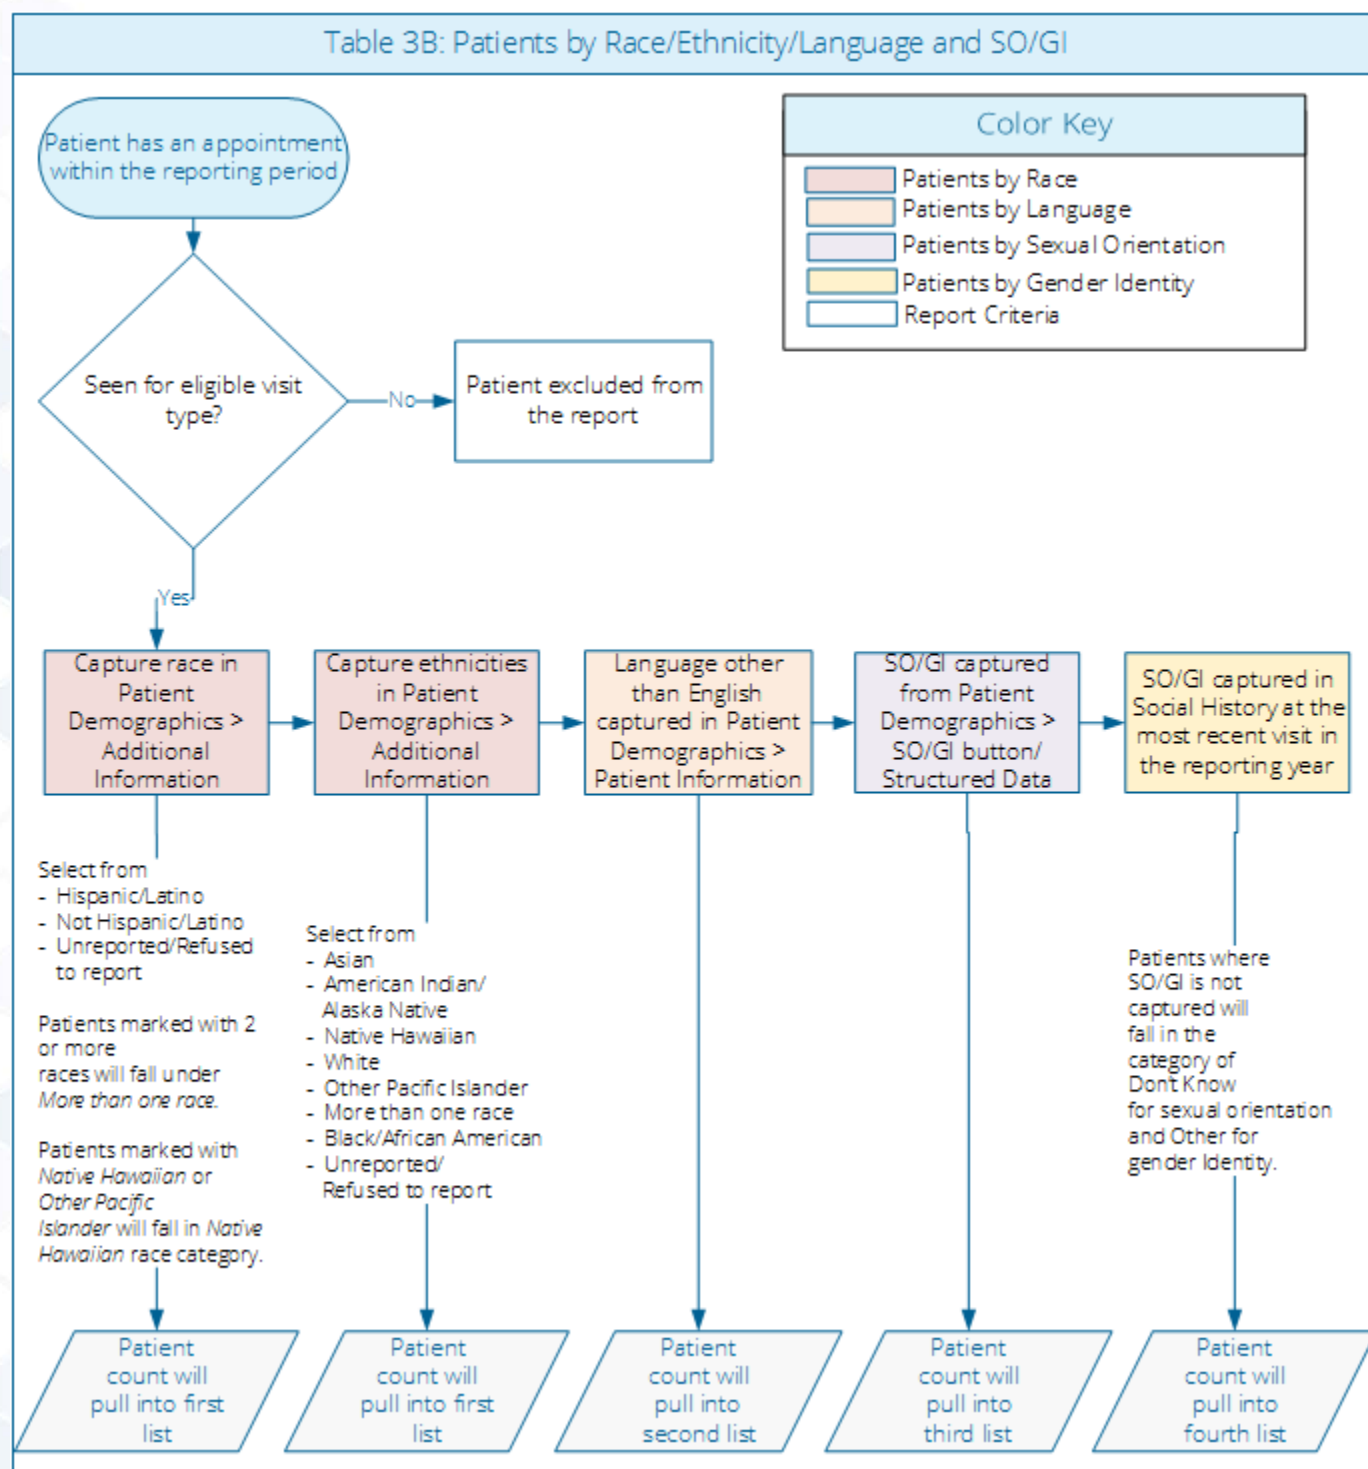 Table 3B: Patients by Race/Ethnicity/Language and SO/GI
Patient has an appointment
within the reporting period
Color Key
Patients by Race
Patients by Language
Patients by Sexual Orientation
Patients by Gender Identity
Report Criteria
Seen for eligible visit
type?
No
Patient excluded from
the report
Yes
Capture race in
Patient
Demographics >
Additional
Information
Capture ethnicities
in Patient
Demographics >
Additional
Information
Language other
than English
captured in Patient
Demographics >
Patient Information
SO/GI captured
from Patient
Demographics >
SO/GI button/
Structured Data
SO/GI captured in
Social History at the
most recent visit in
the reporting year
Select from
- Hispanic/Latino
- Not Hispanic/Latino
- Unreported/Refused
to report
Patients marked with 2
or more
races will fall under
More than one race.
Patients marked with
Native Hawaiian or
Other Pacific
Islander will fall in Native
Hawaiian race category.
Select from
- Asian
- American Indian/
Alaska Native
- Native Hawaiian
- White
- Other Pacific Islander
- More than one race
- Black/African American
- Unreported/
Refused to report
Patients where
SO/GI is not
captured will
fall in the
category of
Don't Know
for sexual orientation
and Other for
gender Identity.
Patient
count will
pull into first
list
Patient
count will
pull into first
list
Patient
count will
pull into
second list
Patient
count will
pull into
third list
Patient
count will
pull into
fourth list